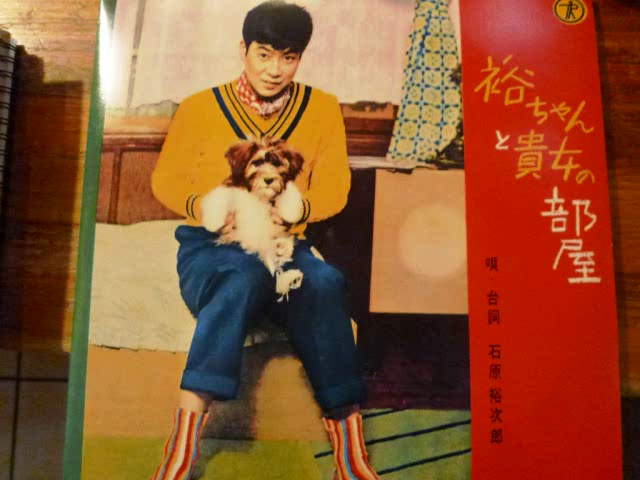 裕ちゃん
と貴女の
部屋
唄・台詞 石原裕次郎